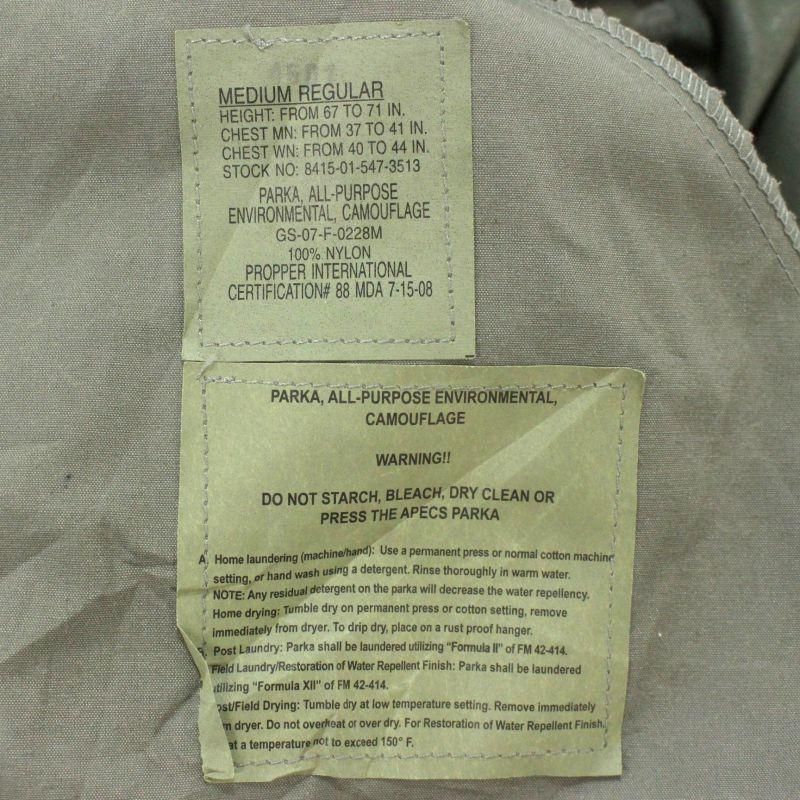 MEDIUM REGULAR
HEIGHT: FROM 67 TO 71 IN.
CHEST MN: FROM 37 TO 41 IN.
CHEST WN: FROM 40 TO 44 IN.
STOCK NO: 8415-01-547-3513
PARKA, ALL-PURPOSE
ENVIRONMENTAL, CAMOUFLAGE
GS-07-F-0228M
100% NYLON
PROPPER INTERNATIONAL
CERTIFICATION# 88 MDA 7-15-08
PARKA, ALL-PURPOSE ENVIRONMENTAL,
CAMOUFLAGE
WARNING!!
DO NOT STARCH, BLEACH, DRY CLEAN OR
PRESS THE APECS PARKA
A. Home laundering (machine/hand): Use a permanent press or normal cotton machine
setting, or hand wash using a detergent. Rinse thoroughly in warm water.
NOTE: Any residual detergent on the parka will decrease the water repellency.
Home drying: Tumble dry on permanent press or cotton setting, remove
immediately from dryer. To drip dry, place on a rust proof hanger.
Post Laundry: Parka shall be laundered utilizing "Formula II" of FM 42-414.
Field Laundry/Restoration of Water Repellent Finish: Parka shall be laundered
utilizing "Formula XII" of FM 42-414.
Post/Field Drying: Tumble dry at low temperature setting. Remove immediately
dryer. Do not overheat or over dry. For Restoration of Water Repellent Finish,
at a temperature not to exceed 150° F.